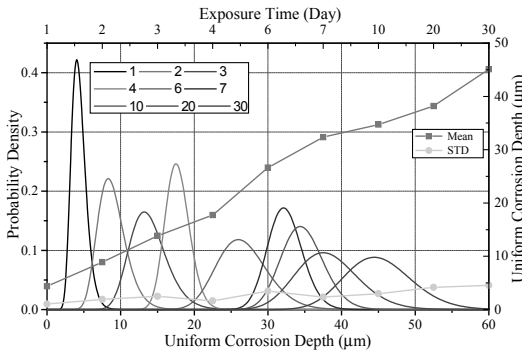 Exposure Time (Day)
1 2 3 4 6 7 10 20 30
Probability Density
0.4
0.3
0.2
0.1
0.0
1 2 3
4 6 7
10 20 30
Mean
STD
50
40
30
20
10
0
Uniform Corrosion Depth (μm)
0 10 20 30 40 50 60
Uniform Corrosion Depth (μm)